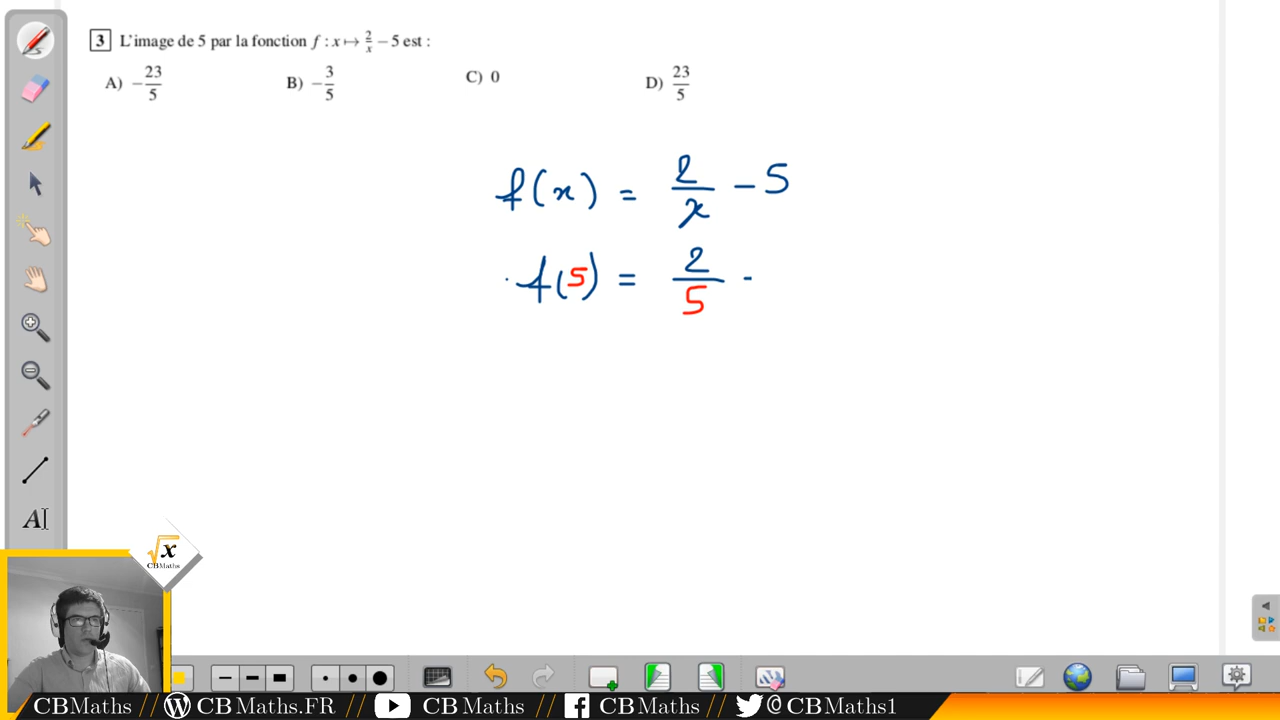 3 L'image de 5 par la fonction f : x ↦ 2/x − 5 est :
A) −23/5 B) −3/5 C) 0 D) 23/5
f(x) = 2/x − 5
f(5) = 2/5 -
AI
√x
CBMaths
CBMaths // CBMaths.FR // CBMaths // CBMaths // @CBMaths1